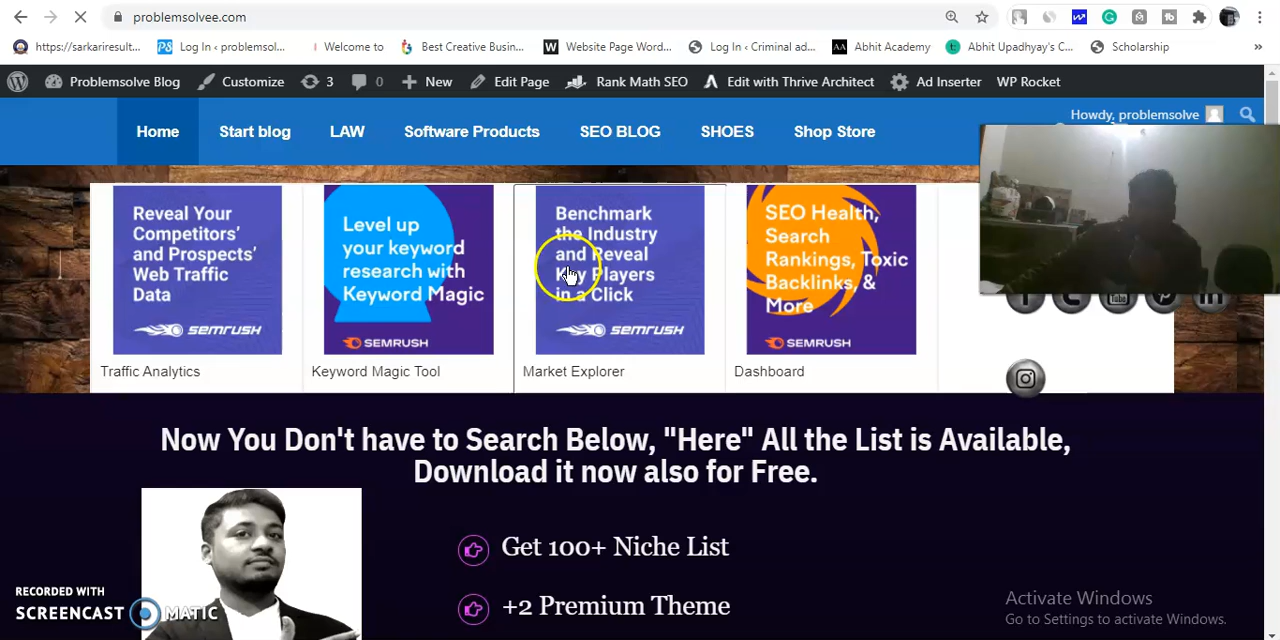 problemsolvee.com
https://sarkariresult...
Log In ‹ problemsol...
Welcome to
Best Creative Busin...
Website Page Word...
Log In ‹ Criminal ad...
Abhit Academy
Abhit Upadhyay's C...
Scholarship
»
Problemsolve Blog
Customize
3
0
New
Edit Page
Rank Math SEO
Edit with Thrive Architect
Ad Inserter
WP Rocket
Howdy, problemsolve
Home
Start blog
LAW
Software Products
SEO BLOG
SHOES
Shop Store
Reveal Your
Competitors'
and Prospects'
Web Traffic
Data
SEMRUSH
Traffic Analytics
Level up
your keyword
research with
Keyword Magic
SEMRUSH
Keyword Magic Tool
Benchmark
the Industry
and Reveal
Key Players
in a Click
SEMRUSH
Market Explorer
SEO Health,
Search
Rankings, Toxic
Backlinks, &
More
SEMRUSH
Dashboard
Now You Don't have to Search Below, "Here" All the List is Available,
Download it now also for Free.
Get 100+ Niche List
+2 Premium Theme
RECORDED WITH
SCREENCAST MATIC
Activate Windows
Go to Settings to activate Windows.